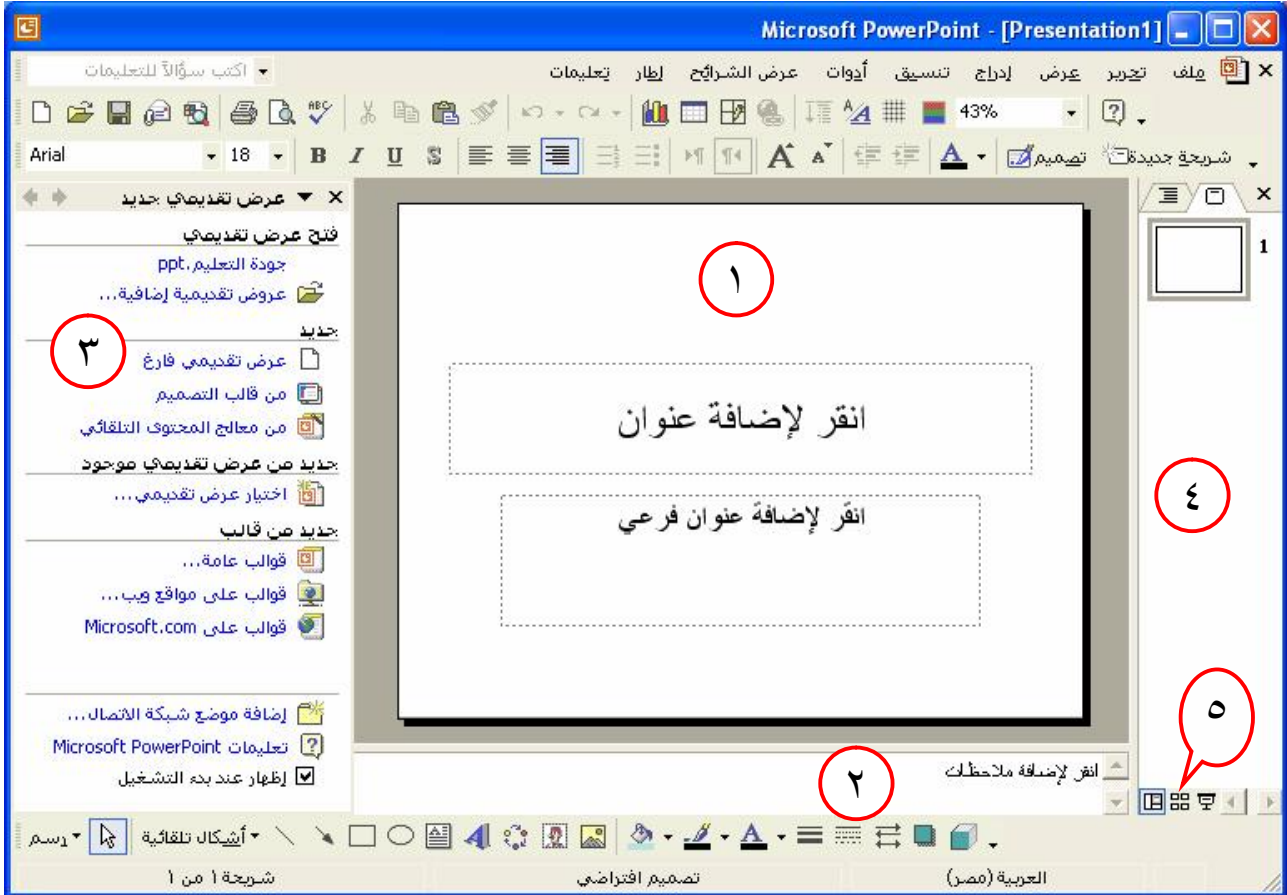 Microsoft PowerPoint - [Presentation1]
ملف تحرير عرض إدراج تنسيق أدوات عرض الشرائح إطار تعليمات اكتب سؤالاً للتعليمات
ABC A 43%
Arial 18 B I U S A A A تصميم شريحة جديدة
عرض تقديمي جديد
فتح عرض تقديمي
جودة التعليم.ppt
عروض تقديمية إضافية...
جديد
عرض تقديمي فارغ
من قالب التصميم
من معالج المحتوى التلقائي
جديد من عرض تقديمي موجود
اختيار عرض تقديمي...
جديد من قالب
قوالب عامة...
قوالب على مواقع ويب...
قوالب على Microsoft.com
إضافة موضع شبكة الاتصال...
تعليمات Microsoft PowerPoint
إظهار عند بدء التشغيل
٣
١
انقر لإضافة عنوان
انقر لإضافة عنوان فرعي
انقر لإضافة ملاحظات
٢
1
٤
٥
رسم أشكال تلقائية A A
شريحة ١ من ١ تصميم افتراضي العربية (مصر)